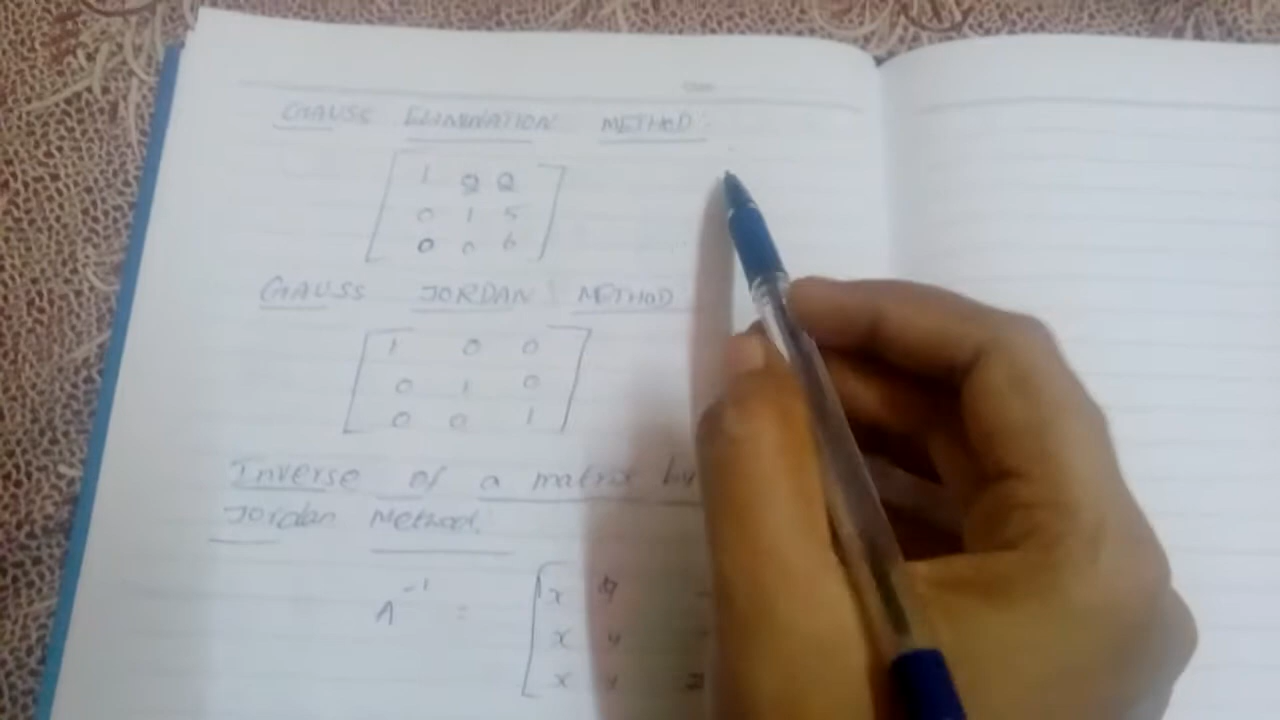 GAUSS ELIMINATION METHOD:
1 2 2
0 1 5
0 0 6
GAUSS JORDAN METHOD
1 0 0
0 1 0
0 0 1
Inverse of a matrix by
Jordan Method:
A⁻¹ = x y
x y
x y z